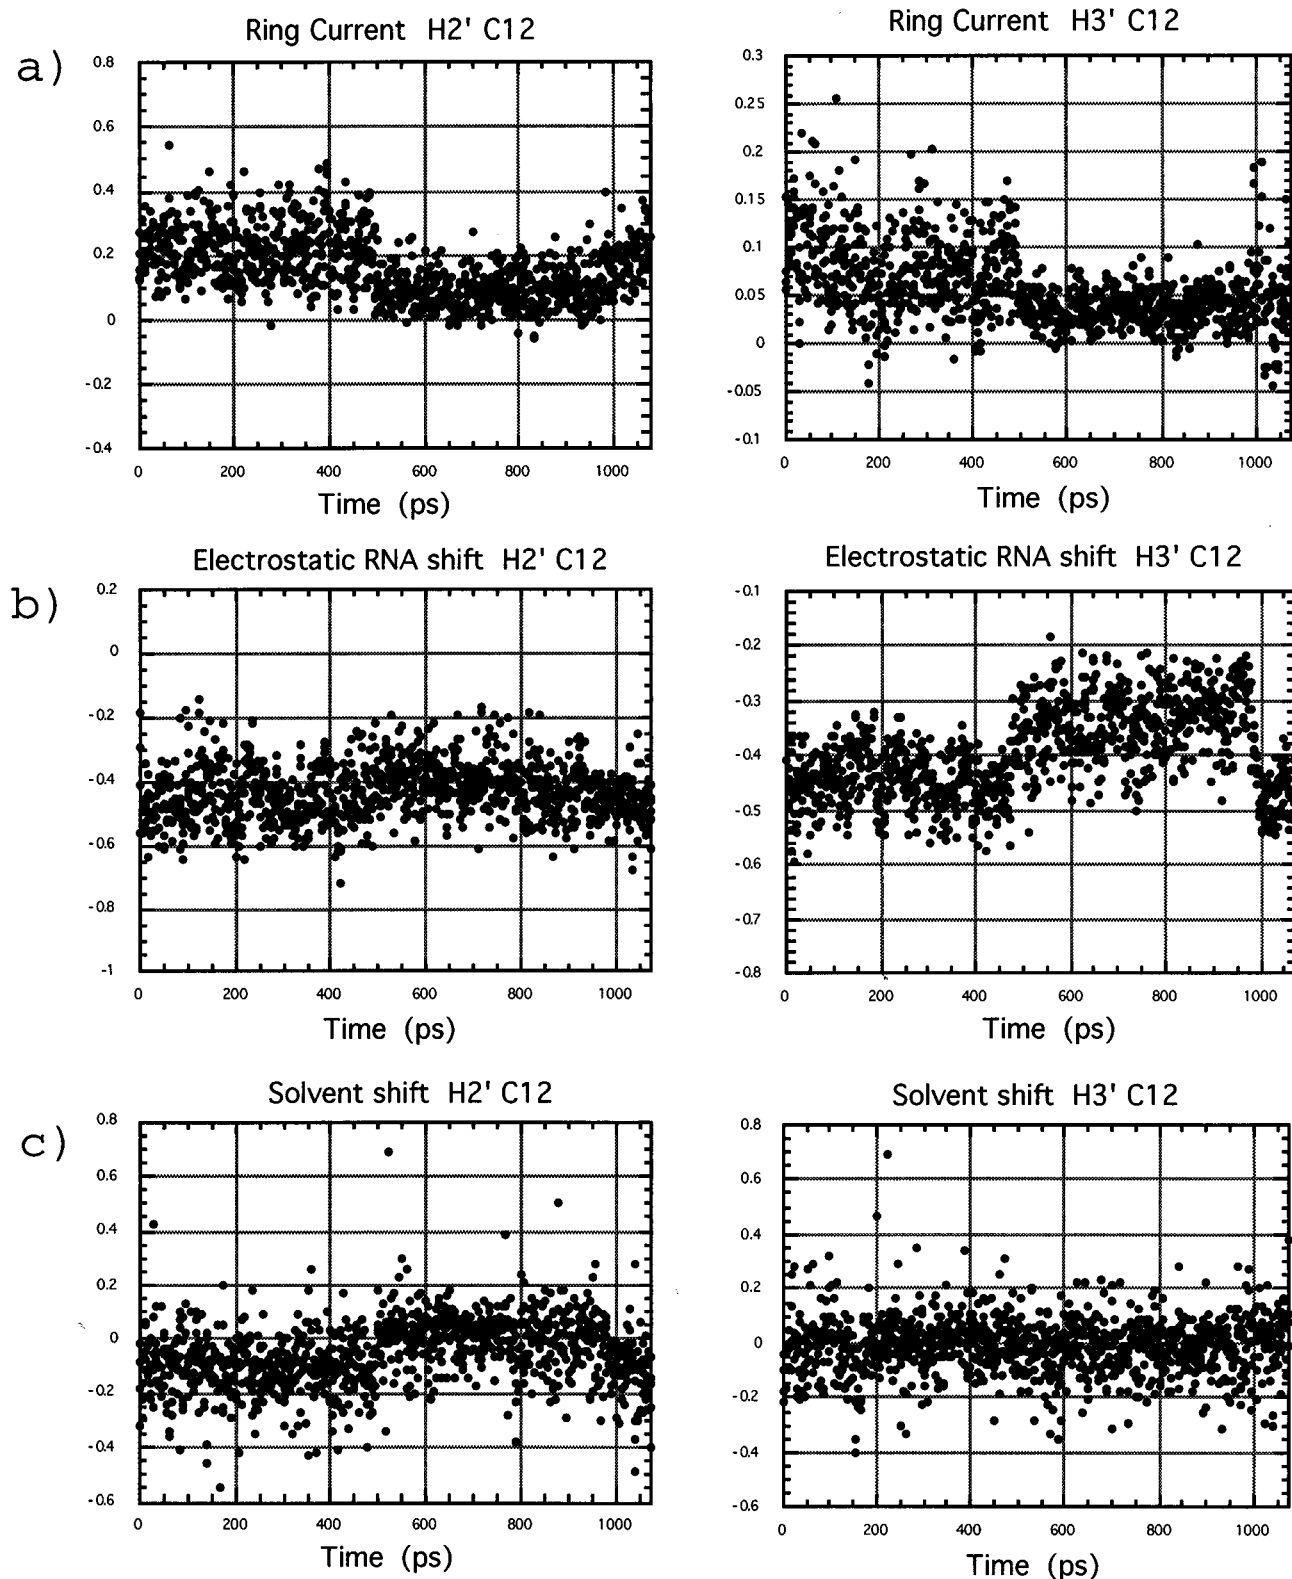 Ring Current H2' C12
Ring Current H3' C12
a)
0.8
0.6
0.4
0.2
0
-0.2
-0.4
0 200 400 600 800 1000
Time (ps)
0.3
0.25
0.2
0.15
0.1
0.05
0
-0.05
-0.1
0 200 400 600 800 1000
Time (ps)
Electrostatic RNA shift H2' C12
Electrostatic RNA shift H3' C12
b)
0.2
0
-0.2
-0.4
-0.6
-0.8
-1
0 200 400 600 800 1000
Time (ps)
-0.1
-0.2
-0.3
-0.4
-0.5
-0.6
-0.7
-0.8
0 200 400 600 800 1000
Time (ps)
Solvent shift H2' C12
Solvent shift H3' C12
c)
0.8
0.6
0.4
0.2
0
-0.2
-0.4
-0.6
0 200 400 600 800 1000
Time (ps)
0.8
0.6
0.4
0.2
0
-0.2
-0.4
-0.6
0 200 400 600 800 1000
Time (ps)